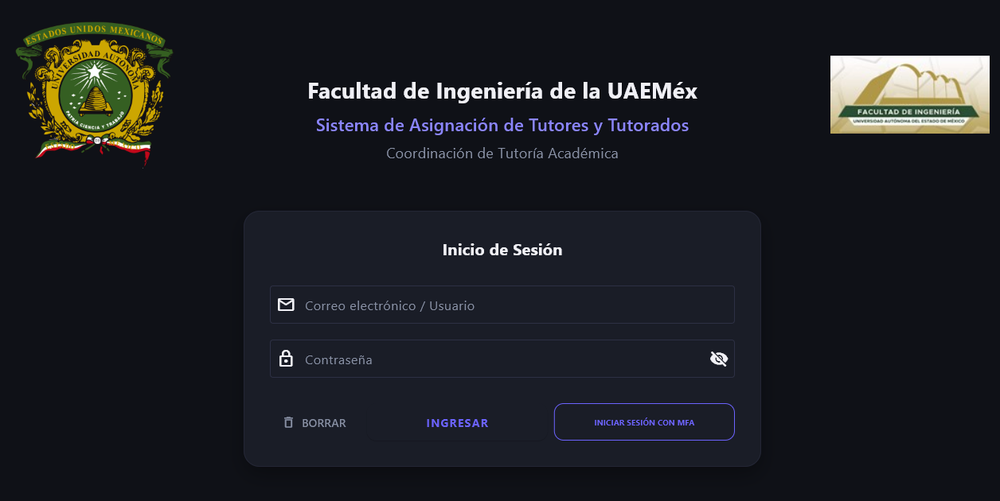 ESTADOS UNIDOS MEXICANOS
UNIVERSIDAD AUTONOMA
PATRIA CIENCIA Y TRABAJO
Facultad de Ingeniería de la UAEMéx
Sistema de Asignación de Tutores y Tutorados
Coordinación de Tutoría Académica
FACULTAD DE INGENIERÍA
UNIVERSIDAD AUTÓNOMA DEL ESTADO DE MÉXICO
Inicio de Sesión
Correo electrónico / Usuario
Contraseña
BORRAR
INGRESAR
INICIAR SESIÓN CON MFA